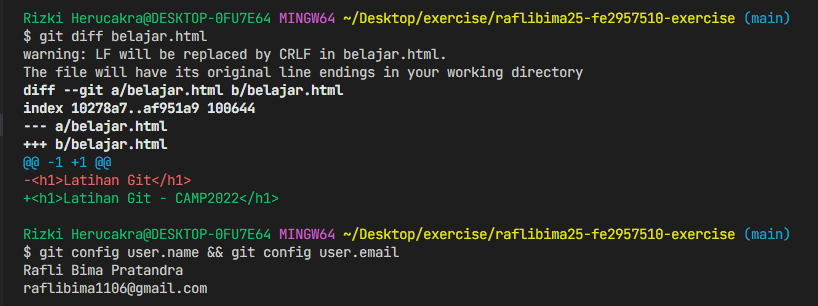 Rizki Herucakra@DESKTOP-0FU7E64 MINGW64 ~/Desktop/exercise/raflibima25-fe2957510-exercise (main)
$ git diff belajar.html
warning: LF will be replaced by CRLF in belajar.html.
The file will have its original line endings in your working directory
diff --git a/belajar.html b/belajar.html
index 10278a7..af951a9 100644
--- a/belajar.html
+++ b/belajar.html
@@ -1 +1 @@
-<h1>Latihan Git</h1>
+<h1>Latihan Git - CAMP2022</h1>
Rizki Herucakra@DESKTOP-0FU7E64 MINGW64 ~/Desktop/exercise/raflibima25-fe2957510-exercise (main)
$ git config user.name && git config user.email
Rafli Bima Pratandra
raflibima1106@gmail.com